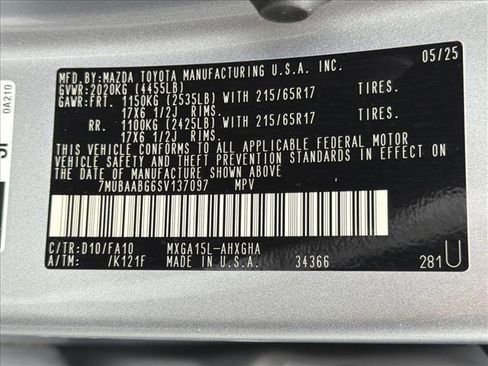 MFD.BY:MAZDA TOYOTA MANUFACTURING U.S.A. INC. 05/25
GVWR:2020KG (4455LB)
GAWR:FRT. 1150KG (2535LB) WITH 215/65R17 TIRES.
17X6 1/2J RIMS.
RR. 1100KG (2425LB) WITH 215/65R17 TIRES.
17X6 1/2J RIMS.
THIS VEHICLE CONFORMS TO ALL APPLICABLE FEDERAL MOTOR
VEHICLE SAFETY AND THEFT PREVENTION STANDARDS IN EFFECT ON
THE DATE OF MANUFACTURE SHOWN ABOVE.
7MUBAABG6SV137097 MPV
C/TR:D10/FA10 MXGA15L-AHXGHA
A/TM: /K121F MADE IN U.S.A. 34366 281U
0A210